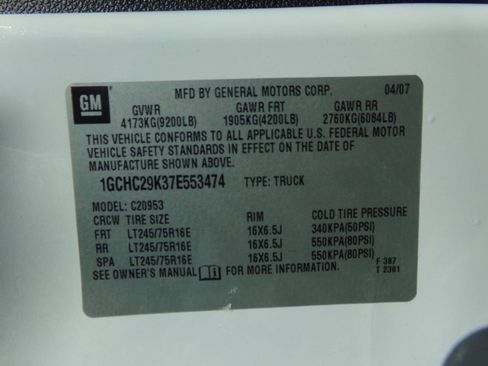 GM
MFD BY GENERAL MOTORS CORP. 04/07
GVWR GAWR FRT GAWR RR
4173KG(9200LB) 1905KG(4200LB) 2760KG(6084LB)
THIS VEHICLE CONFORMS TO ALL APPLICABLE U.S. FEDERAL MOTOR
VEHICLE SAFETY STANDARDS IN EFFECT ON THE DATE OF
MANUFACTURE SHOWN ABOVE.
1GCHC29K37E553474 TYPE: TRUCK
MODEL: C20953
CRCW TIRE SIZE RIM COLD TIRE PRESSURE
FRT LT245/75R16E 16X6.5J 340KPA(50PSI)
RR LT245/75R16E 16X6.5J 550KPA(80PSI)
SPA LT245/75R16E 16X6.5J 550KPA(80PSI)
SEE OWNER'S MANUAL FOR MORE INFORMATION.
F 387
T 2381